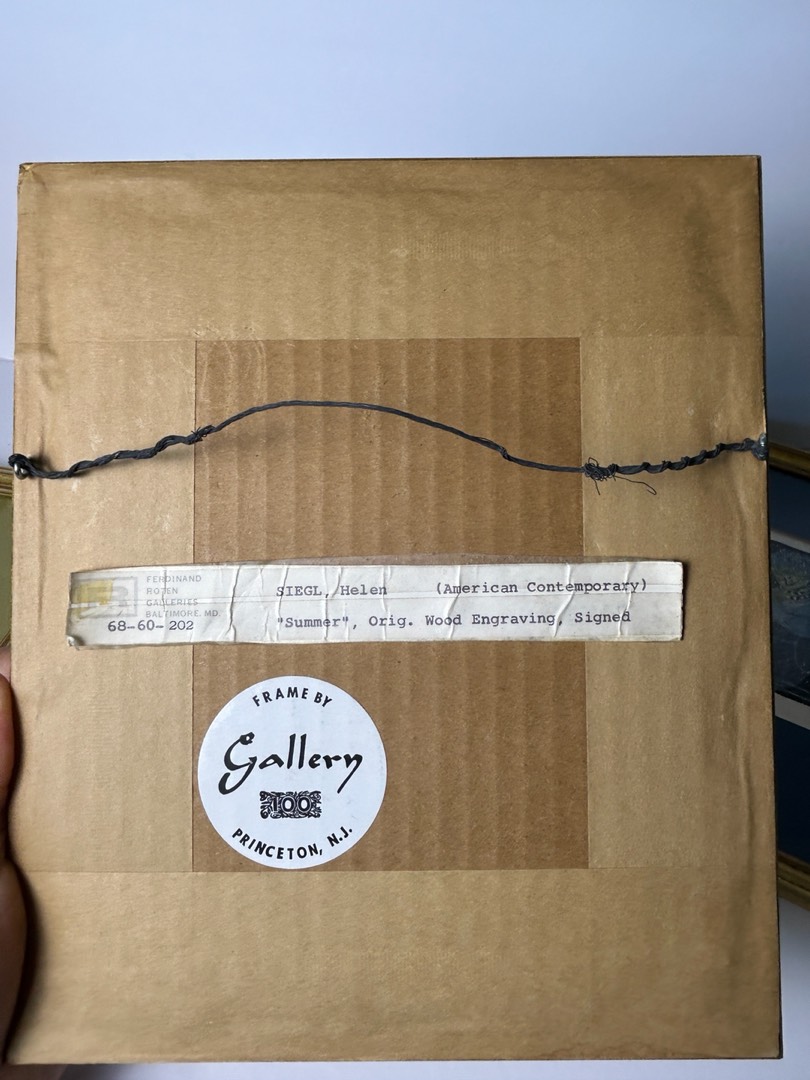 FERDINAND
ROTEN
GALLERIES
BALTIMORE, MD.
68-60- 202
SIEGL, Helen (American Contemporary)
"Summer", Orig. Wood Engraving, Signed
FRAME BY
Gallery
100
PRINCETON, N.J.